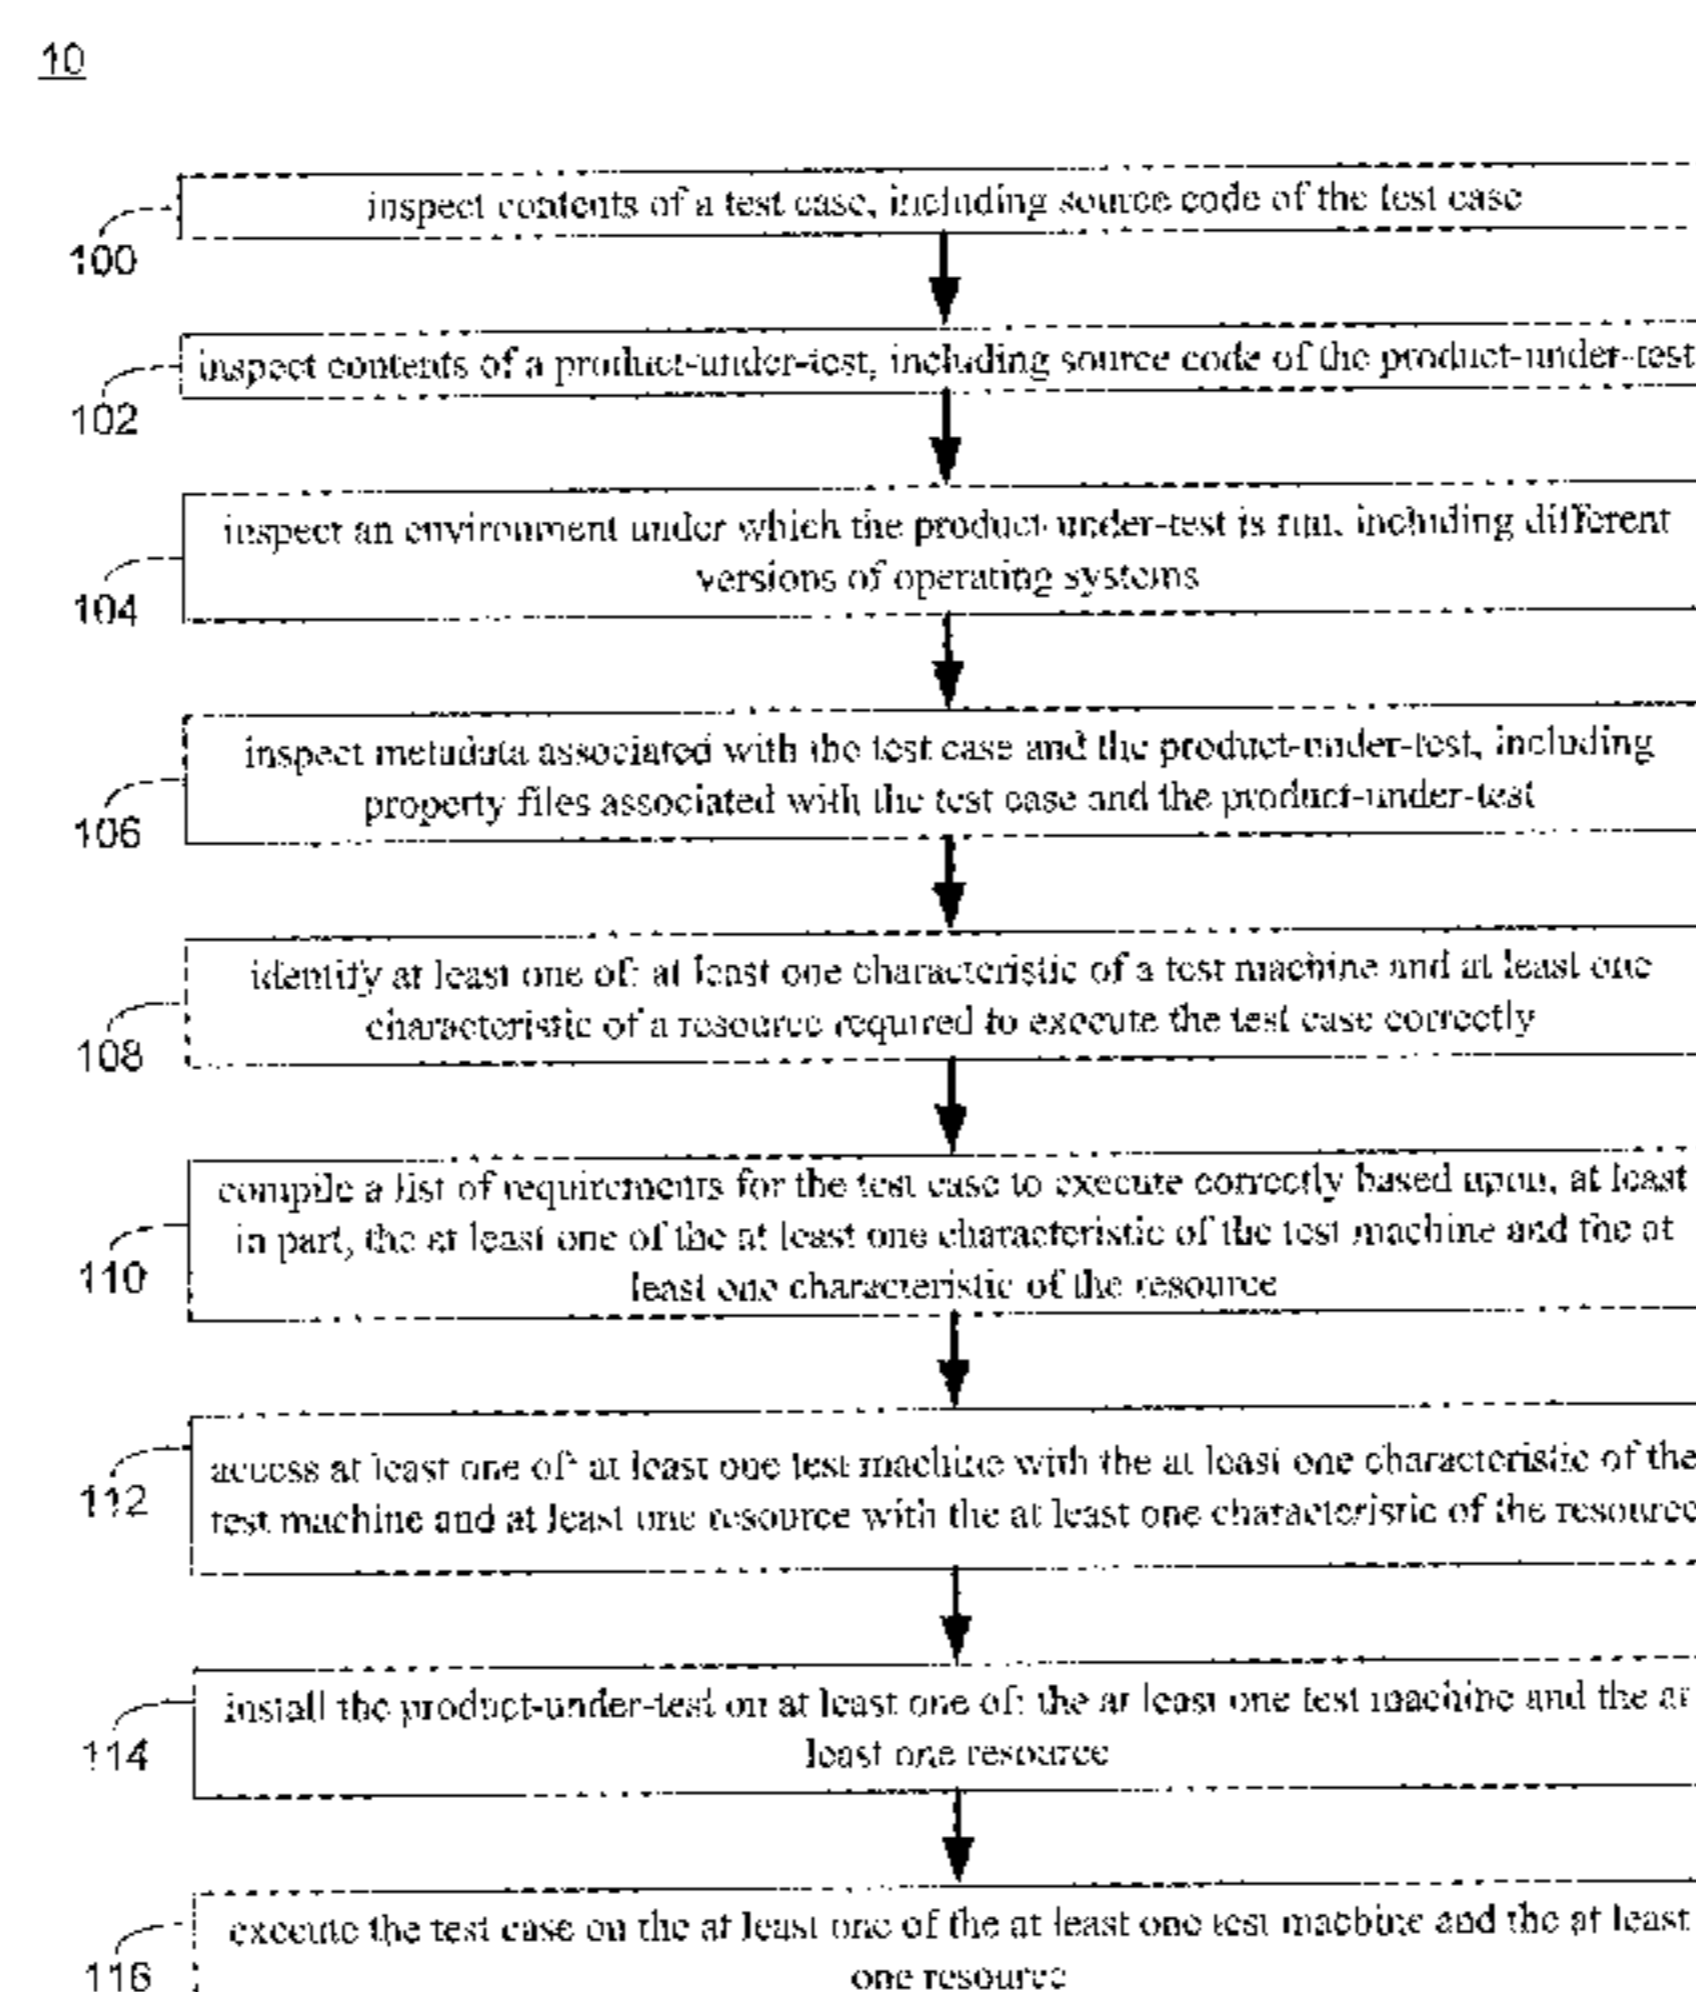 10
inspect contents of a test case, including source code of the test case
100
inspect contents of a product-under-test, including source code of the product-under-test
102
inspect an environment under which the product-under-test is run, including different
versions of operating systems
104
inspect metadata associated with the test case and the product-under-test, including
property files associated with the test case and the product-under-test
106
identify at least one of: at least one characteristic of a test machine and at least one
characteristic of a resource required to execute the test case correctly
108
compile a list of requirements for the test case to execute correctly based upon, at least
in part, the at least one of the at least one characteristic of the test machine and the at
least one characteristic of the resource
110
access at least one of: at least one test machine with the at least one characteristic of the
test machine and at least one resource with the at least one characteristic of the resource
112
install the product-under-test on at least one of: the at least one test machine and the at
least one resource
114
execute the test case on the at least one of the at least one test machine and the at least
one resource
116